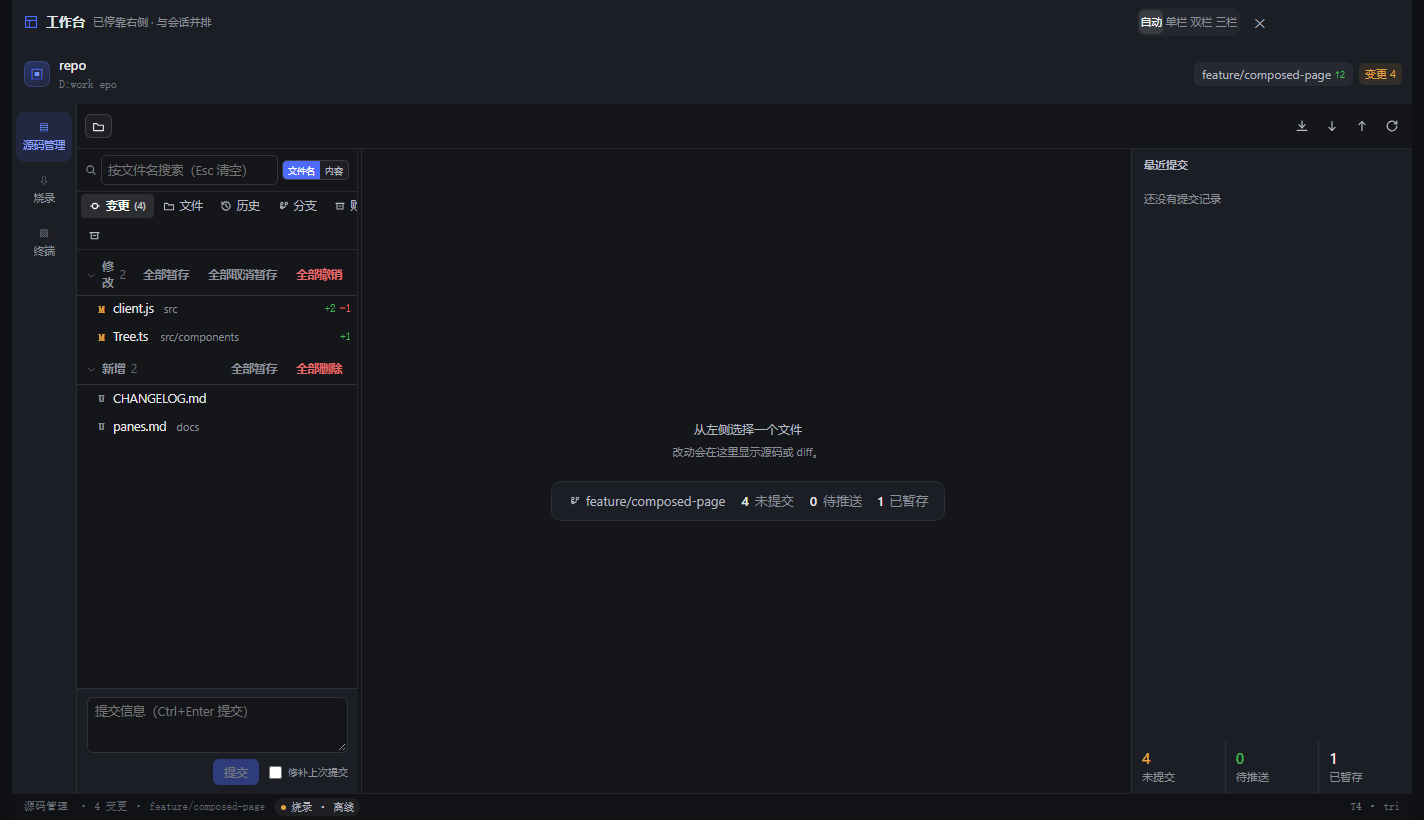 工作台 已停靠右侧 · 与会话并排 自动 单栏 双栏 三栏
repo
D:work epo
feature/composed-page ↑2 变更 4
源码管理
烧录
终端
按文件名搜索（Esc 清空） 文件名 内容
变更 (4) 文件 历史 分支
修改 2 全部暂存 全部取消暂存 全部撤销
M client.js src +2 −1
M Tree.ts src/components +1
新增 2 全部暂存 全部删除
U CHANGELOG.md
U panes.md docs
提交信息（Ctrl+Enter 提交）
提交 修补上次提交
从左侧选择一个文件
改动会在这里显示源码或 diff。
feature/composed-page 4 未提交 0 待推送 1 已暂存
最近提交
还没有提交记录
4 0 1
未提交 待推送 已暂存
源码管理 · 4 变更 · feature/composed-page 烧录 · 离线 T4 · tri